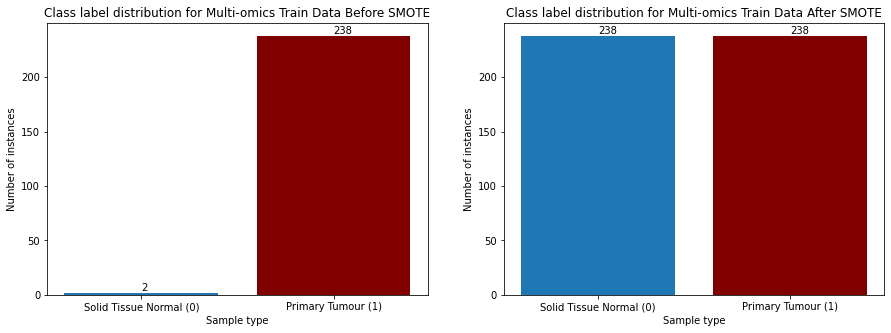 Class label distribution for Multi-omics Train Data Before SMOTE
238
200
150
100
50
0
2
Number of instances
Solid Tissue Normal (0)
Primary Tumour (1)
Sample type
Class label distribution for Multi-omics Train Data After SMOTE
238
238
200
150
100
50
0
Number of instances
Solid Tissue Normal (0)
Primary Tumour (1)
Sample type